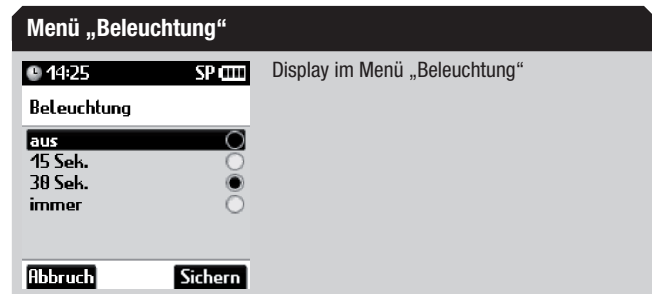 Menü „Beleuchtung“
14:25 SP
Display im Menü „Beleuchtung“
Beleuchtung
aus
15 Sek.
30 Sek.
immer
Abbruch Sichern